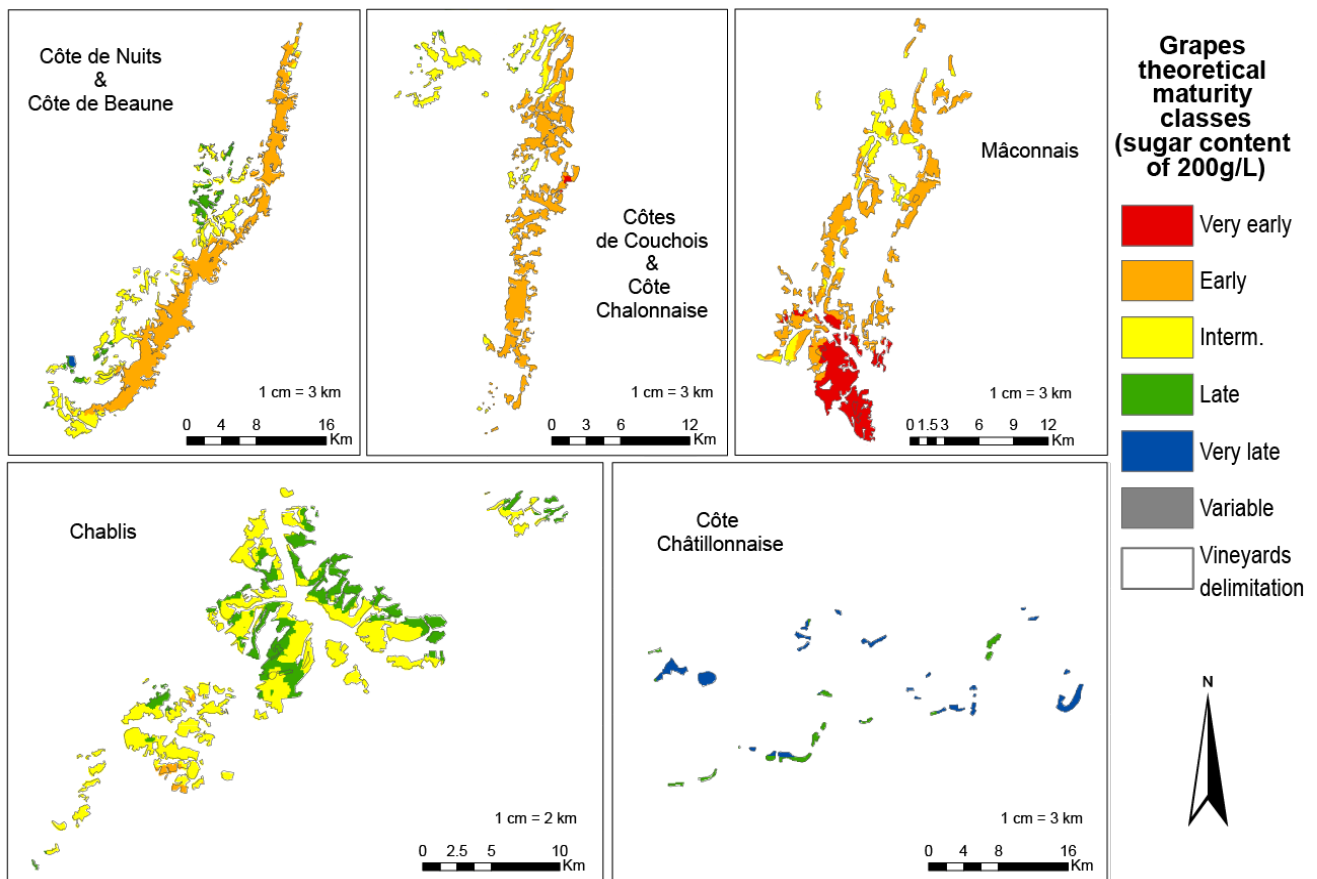 Côte de Nuits
&
Côte de Beaune
1 cm = 3 km
0 4 8 16
Km
Côtes
de Couchois
&
Côte
Chalonnaise
1 cm = 3 km
0 3 6 12
Km
Mâconnais
1 cm = 3 km
0 1.5 3 6 9 12
Km
Grapes
theoretical
maturity
classes
(sugar content
of 200g/L)
Very early
Early
Interm.
Late
Very late
Variable
Vineyards
delimitation
N
Chablis
1 cm = 2 km
0 2.5 5 10
Km
Côte
Châtillonnaise
1 cm = 3 km
0 4 8 16
Km